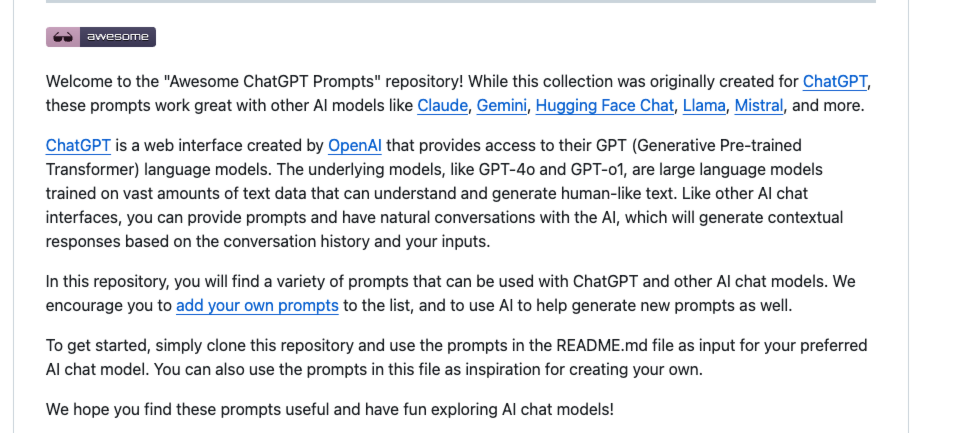 awesome
Welcome to the "Awesome ChatGPT Prompts" repository! While this collection was originally created for ChatGPT,
these prompts work great with other AI models like Claude, Gemini, Hugging Face Chat, Llama, Mistral, and more.
ChatGPT is a web interface created by OpenAI that provides access to their GPT (Generative Pre-trained
Transformer) language models. The underlying models, like GPT-4o and GPT-o1, are large language models
trained on vast amounts of text data that can understand and generate human-like text. Like other AI chat
interfaces, you can provide prompts and have natural conversations with the AI, which will generate contextual
responses based on the conversation history and your inputs.
In this repository, you will find a variety of prompts that can be used with ChatGPT and other AI chat models. We
encourage you to add your own prompts to the list, and to use AI to help generate new prompts as well.
To get started, simply clone this repository and use the prompts in the README.md file as input for your preferred
AI chat model. You can also use the prompts in this file as inspiration for creating your own.
We hope you find these prompts useful and have fun exploring AI chat models!